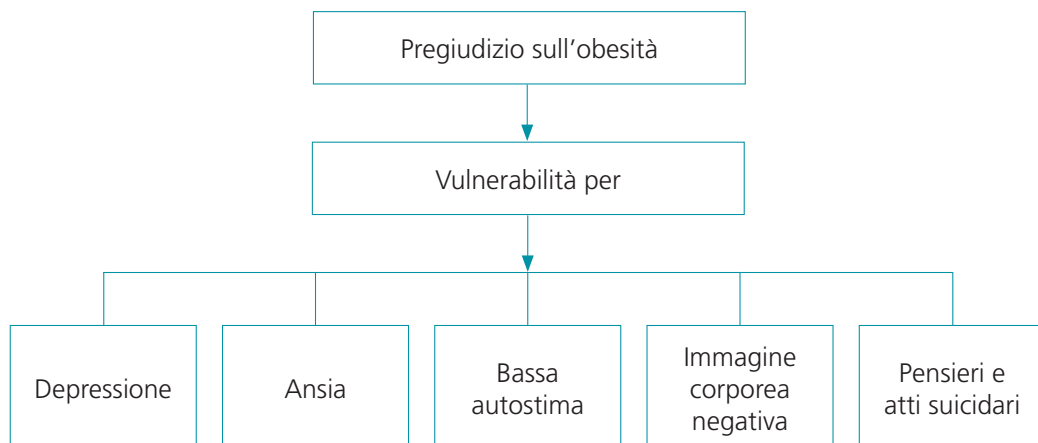 Pregiudizio sull’obesità
Vulnerabilità per
Depressione
Ansia
Bassa
autostima
Immagine
corporea
negativa
Pensieri e
atti suicidari